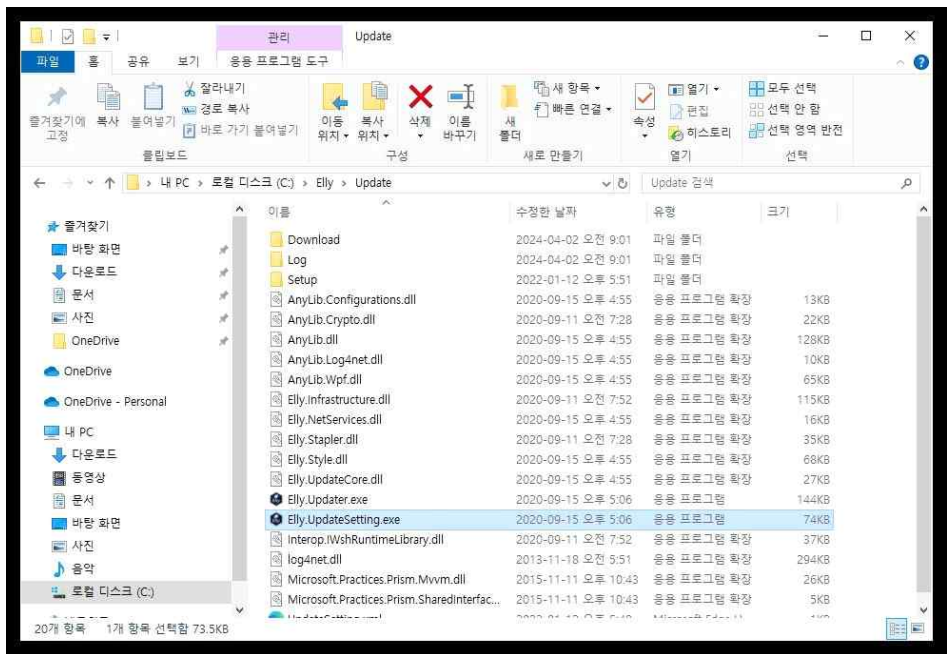 관리
Update
파일
홈
공유
보기
응용 프로그램 도구
즐겨찾기에 고정
복사
붙여넣기
잘라내기
경로 복사
바로 가기 붙여넣기
클립보드
이동 위치
복사 위치
삭제
이름 바꾸기
구성
새 폴더
새 항목
빠른 연결
새로 만들기
속성
열기
편집
히스토리
열기
모두 선택
선택 안 함
선택 영역 반전
선택
내 PC > 로컬 디스크 (C:) > Elly > Update
Update 검색
즐겨찾기
바탕 화면
다운로드
문서
사진
OneDrive
OneDrive
OneDrive - Personal
내 PC
다운로드
동영상
문서
바탕 화면
사진
음악
로컬 디스크 (C:)
이름 수정한 날짜 유형 크기
Download 2024-04-02 오전 9:01 파일 폴더
Log 2024-04-02 오전 9:01 파일 폴더
Setup 2022-01-12 오후 5:51 파일 폴더
AnyLib.Configurations.dll 2020-09-15 오후 4:55 응용 프로그램 확장 13KB
AnyLib.Crypto.dll 2020-09-11 오전 7:28 응용 프로그램 확장 22KB
AnyLib.dll 2020-09-15 오후 4:55 응용 프로그램 확장 128KB
AnyLib.Log4net.dll 2020-09-15 오후 4:55 응용 프로그램 확장 10KB
AnyLib.Wpf.dll 2020-09-15 오후 4:55 응용 프로그램 확장 65KB
Elly.Infrastructure.dll 2020-09-11 오전 7:52 응용 프로그램 확장 115KB
Elly.NetServices.dll 2020-09-15 오후 4:55 응용 프로그램 확장 16KB
Elly.Stapler.dll 2020-09-11 오전 7:28 응용 프로그램 확장 35KB
Elly.Style.dll 2020-09-15 오후 4:55 응용 프로그램 확장 68KB
Elly.UpdateCore.dll 2020-09-15 오후 4:55 응용 프로그램 확장 27KB
Elly.Updater.exe 2020-09-15 오후 5:06 응용 프로그램 144KB
Elly.UpdateSetting.exe 2020-09-15 오후 5:06 응용 프로그램 74KB
Interop.IWshRuntimeLibrary.dll 2020-09-11 오전 7:52 응용 프로그램 확장 37KB
log4net.dll 2013-11-18 오전 5:51 응용 프로그램 확장 294KB
Microsoft.Practices.Prism.Mvvm.dll 2015-11-11 오후 10:43 응용 프로그램 확장 26KB
Microsoft.Practices.Prism.SharedInterfac... 2015-11-11 오후 10:43 응용 프로그램 확장 5KB
20개 항목 1개 항목 선택함 73.5KB